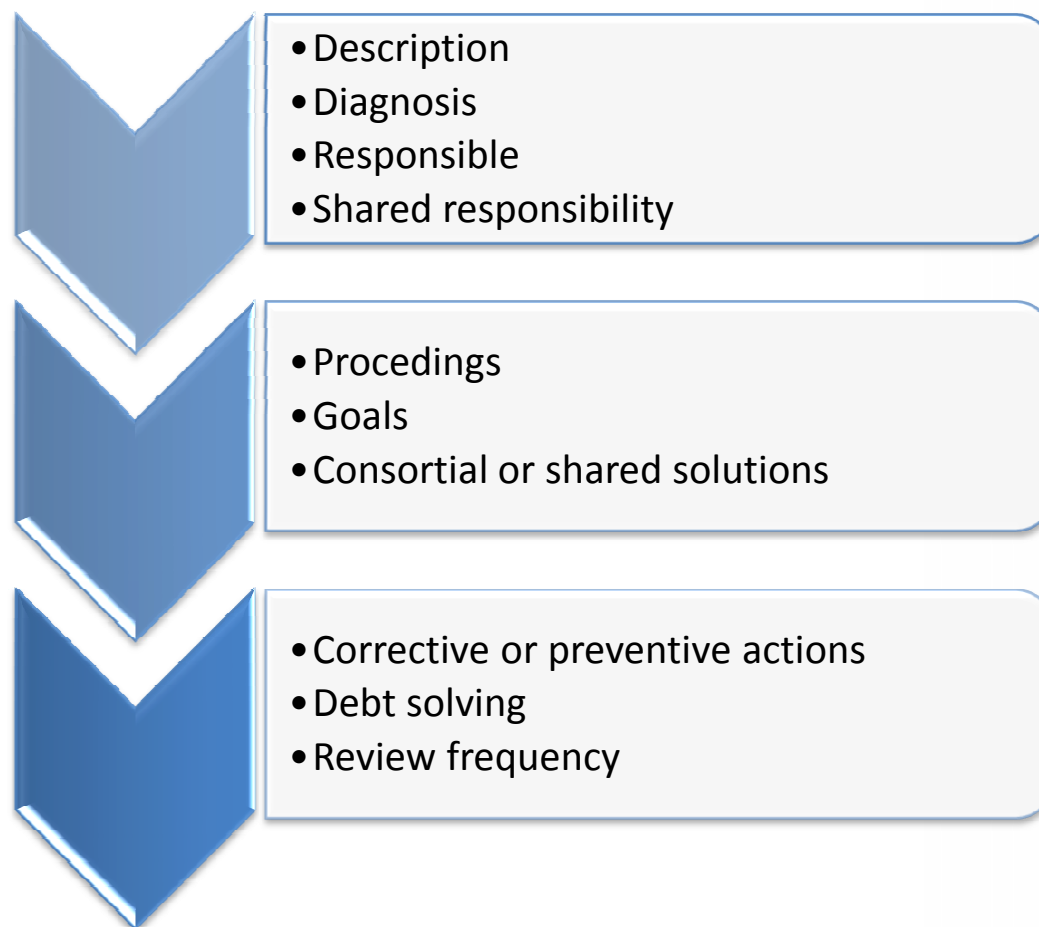 •Description
•Diagnosis
•Responsible
•Shared responsibility
•Procedings
•Goals
•Consortial or shared solutions
•Corrective or preventive actions
•Debt solving
•Review frequency